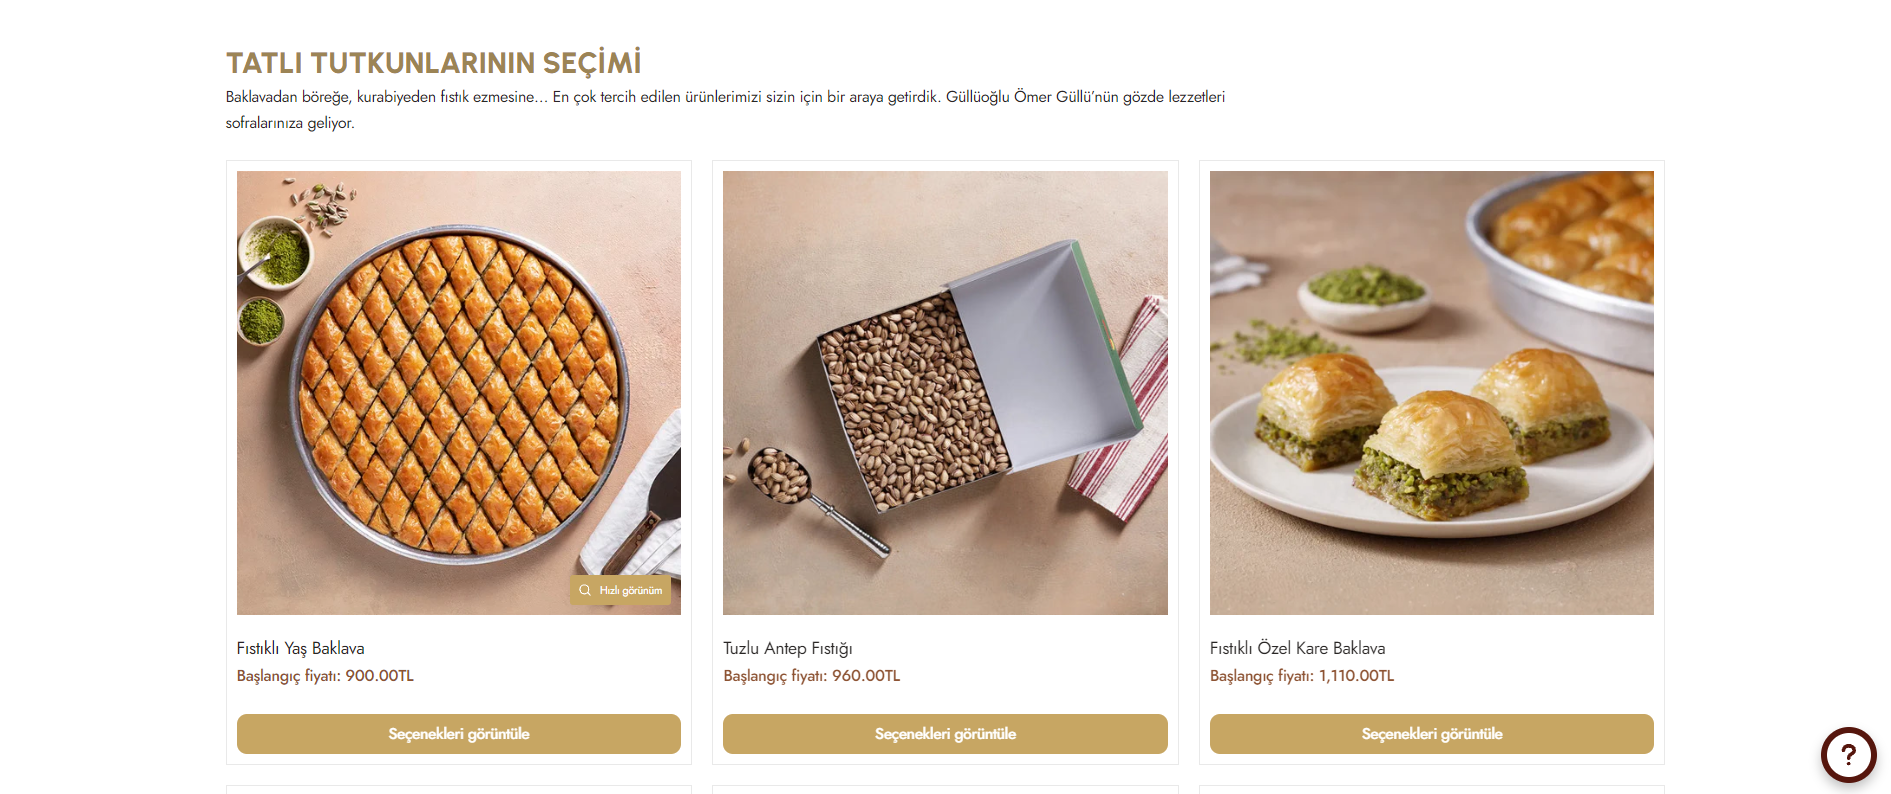 TATLI TUTKUNLARININ SEÇİMİ
Baklavadan böreğe, kurabiyeden fıstık ezmesine... En çok tercih edilen ürünlerimizi sizin için bir araya getirdik. Güllüoğlu Ömer Güllü’nün gözde lezzetleri
sofralarınıza geliyor.
Hızlı görünüm
Fıstıklı Yaş Baklava
Başlangıç fiyatı: 900.00TL
Seçenekleri görüntüle
Tuzlu Antep Fıstığı
Başlangıç fiyatı: 960.00TL
Seçenekleri görüntüle
Fıstıklı Özel Kare Baklava
Başlangıç fiyatı: 1,110.00TL
Seçenekleri görüntüle
?